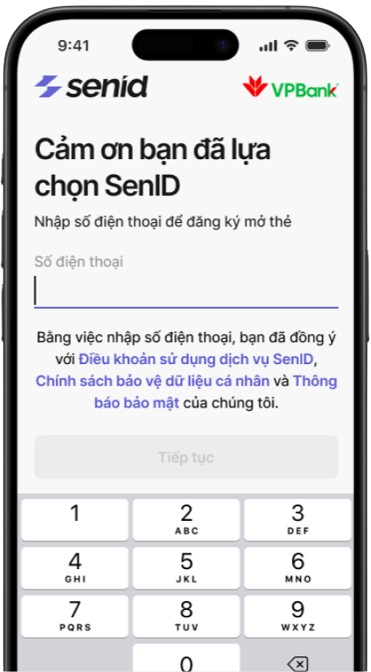 9:41
senid
VPBank
Cảm ơn bạn đã lựa
chọn SenID
Nhập số điện thoại để đăng ký mở thẻ
Số điện thoại
Bằng việc nhập số điện thoại, bạn đã đồng ý
với Điều khoản sử dụng dịch vụ SenID,
Chính sách bảo vệ dữ liệu cá nhân và Thông
báo bảo mật của chúng tôi.
Tiếp tục
1 2 3
ABC DEF
4 5 6
GHI JKL MNO
7 8 9
PQRS TUV WXYZ
0